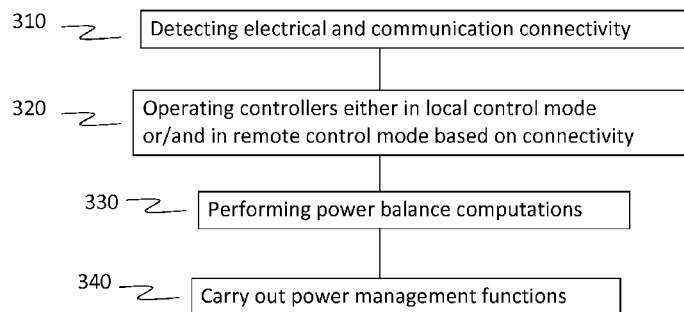 310
Detecting electrical and communication connectivity
320
Operating controllers either in local control mode
or/and in remote control mode based on connectivity
330
Performing power balance computations
340
Carry out power management functions